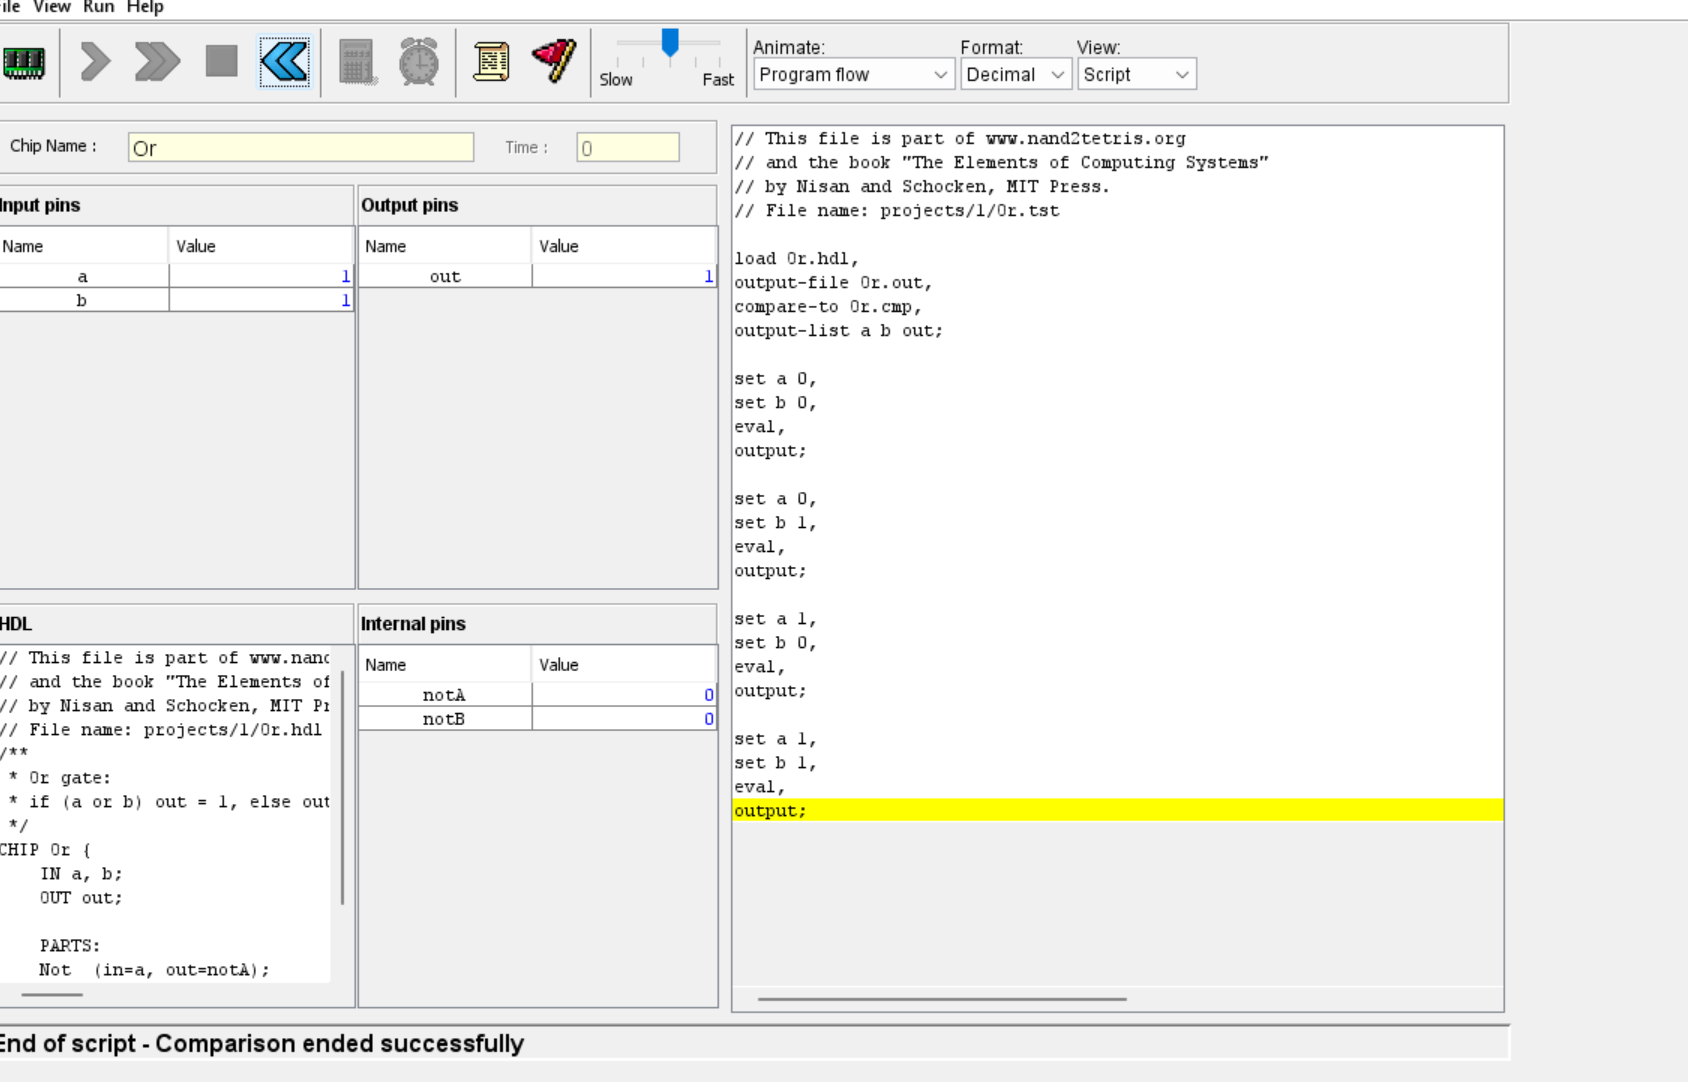 File View Run Help
Slow Fast
Animate: Format: View:
Program flow Decimal Script
Chip Name : Or Time : 0
Input pins
Name Value
a 1
b 1
Output pins
Name Value
out 1
HDL
// This file is part of www.nand
// and the book "The Elements of
// by Nisan and Schocken, MIT Pr
// File name: projects/1/Or.hdl
/**
* Or gate:
* if (a or b) out = 1, else out
*/
CHIP Or {
IN a, b;
OUT out;
PARTS:
Not (in=a, out=notA);
Internal pins
Name Value
notA 0
notB 0
// This file is part of www.nand2tetris.org
// and the book "The Elements of Computing Systems"
// by Nisan and Schocken, MIT Press.
// File name: projects/1/Or.tst
load Or.hdl,
output-file Or.out,
compare-to Or.cmp,
output-list a b out;
set a 0,
set b 0,
eval,
output;
set a 0,
set b 1,
eval,
output;
set a 1,
set b 0,
eval,
output;
set a 1,
set b 1,
eval,
output;
End of script - Comparison ended successfully